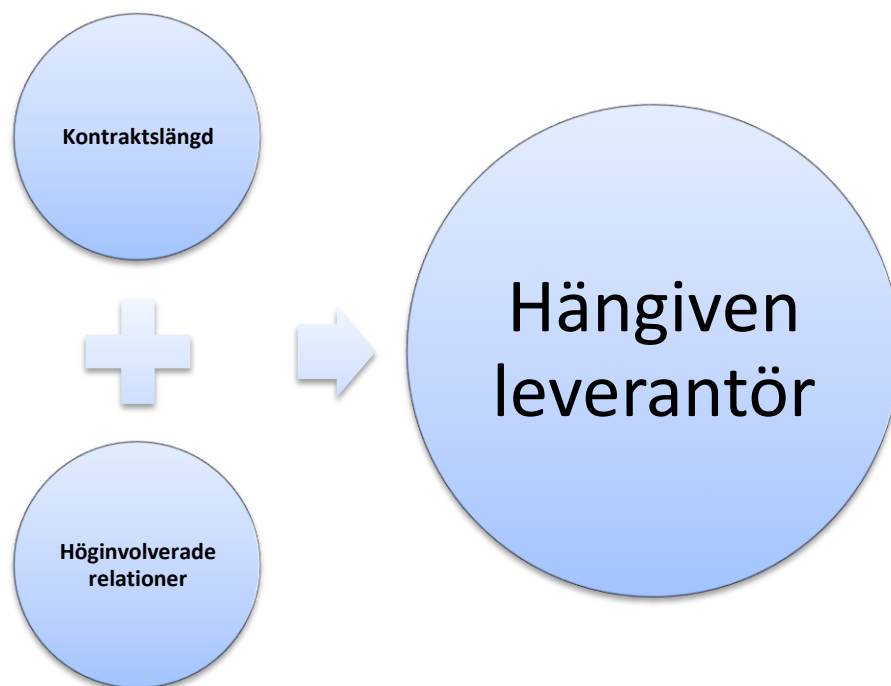 Kontraktslängd
Höginvolverade
relationer
Hängiven
leverantör